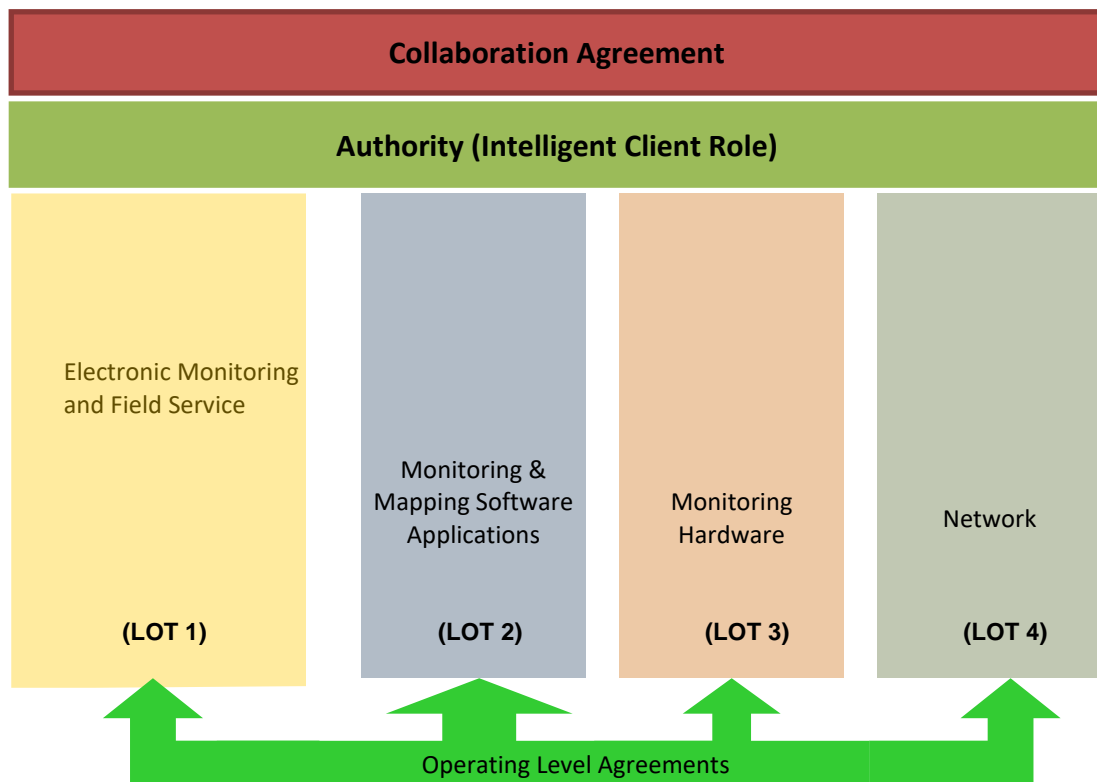 Collaboration Agreement
Authority (Intelligent Client Role)
Electronic Monitoring
and Field Service
(LOT 1)
Monitoring &
Mapping Software
Applications
(LOT 2)
Monitoring
Hardware
(LOT 3)
Network
(LOT 4)
Operating Level Agreements